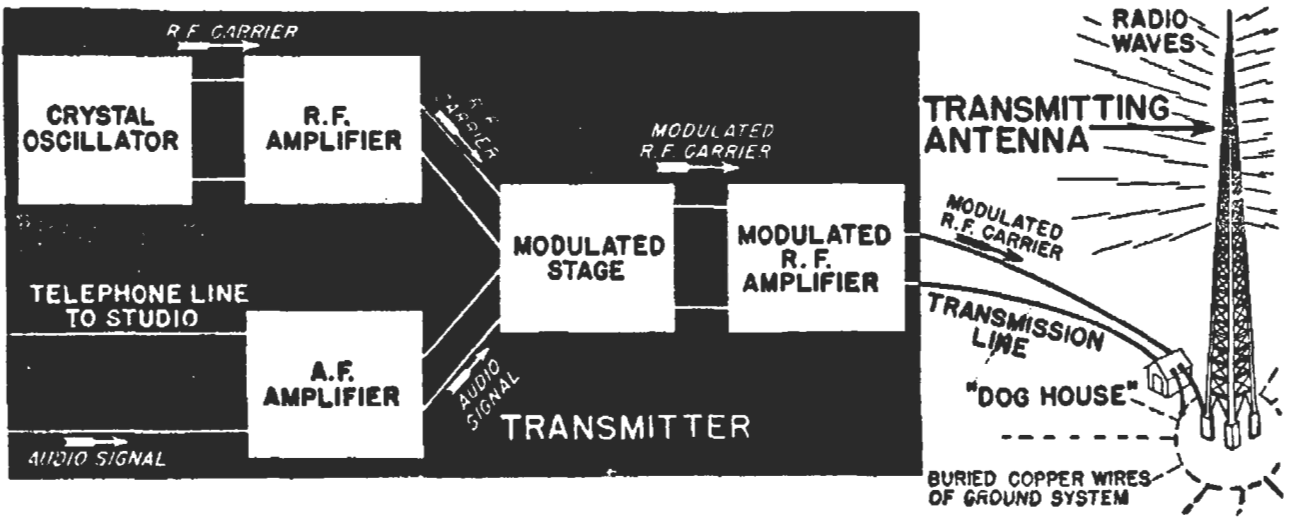 R.F. CARRIER
CRYSTAL
OSCILLATOR
R.F.
AMPLIFIER
R.F.
CARRIER
MODULATED
R.F. CARRIER
MODULATED
STAGE
MODULATED
R.F.
AMPLIFIER
TELEPHONE LINE
TO STUDIO
A.F.
AMPLIFIER
AUDIO
SIGNAL
AUDIO SIGNAL
TRANSMITTER
RADIO
WAVES
TRANSMITTING
ANTENNA
MODULATED
R.F. CARRIER
TRANSMISSION
LINE
"DOG HOUSE"
BURIED COPPER WIRES
OF GROUND SYSTEM